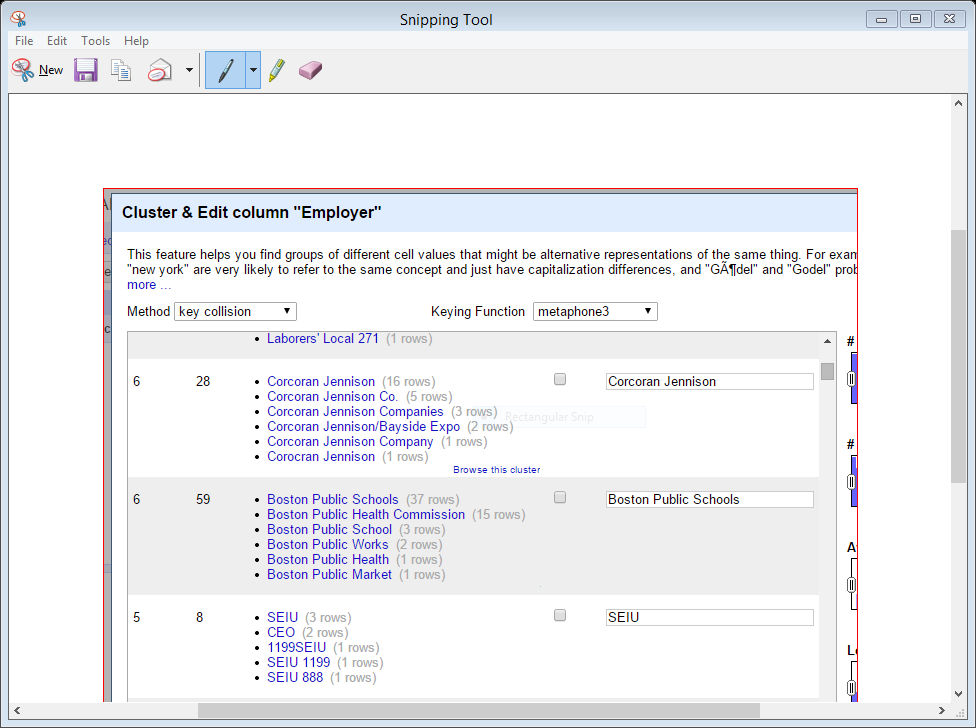 Snipping Tool
File Edit Tools Help
New
Cluster & Edit column "Employer"
This feature helps you find groups of different cell values that might be alternative representations of the same thing. For exam
"new york" are very likely to refer to the same concept and just have capitalization differences, and "GÃ¶del" and "Godel" prob
more ...
Method key collision Keying Function metaphone3
• Laborers' Local 271 (1 rows)
#
6 28 • Corcoran Jennison (16 rows) Corcoran Jennison
• Corcoran Jennison Co. (5 rows)
• Corcoran Jennison Companies (3 rows)
Rectangular Snip
• Corcoran Jennison/Bayside Expo (2 rows)
• Corcoran Jennison Company (1 rows)
#
• Corocran Jennison (1 rows)
Browse this cluster
6 59 • Boston Public Schools (37 rows) Boston Public Schools
• Boston Public Health Commission (15 rows)
• Boston Public School (3 rows)
• Boston Public Works (2 rows)
• Boston Public Health (1 rows)
• Boston Public Market (1 rows)
5 8 • SEIU (3 rows) SEIU
• CEO (2 rows)
• 1199SEIU (1 rows)
• SEIU 1199 (1 rows)
• SEIU 888 (1 rows)